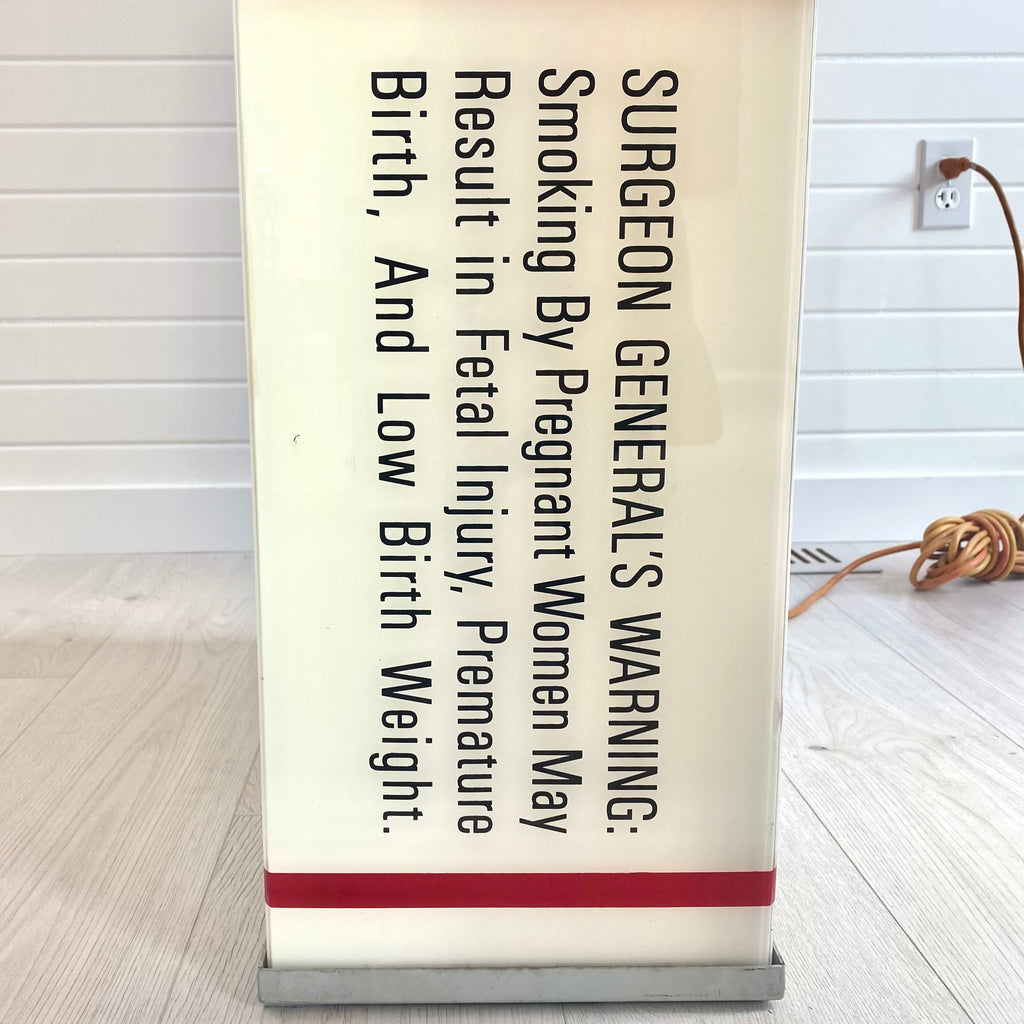 SURGEON GENERAL'S WARNING:
Smoking By Pregnant Women May
Result in Fetal Injury, Premature
Birth, And Low Birth Weight.